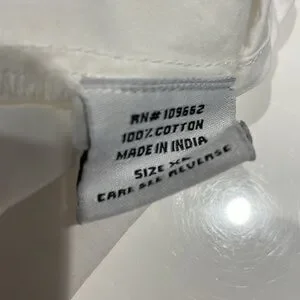 RN# 109662
100% COTTON
MADE IN INDIA
SIZE XL
CARE SEE REVERSE